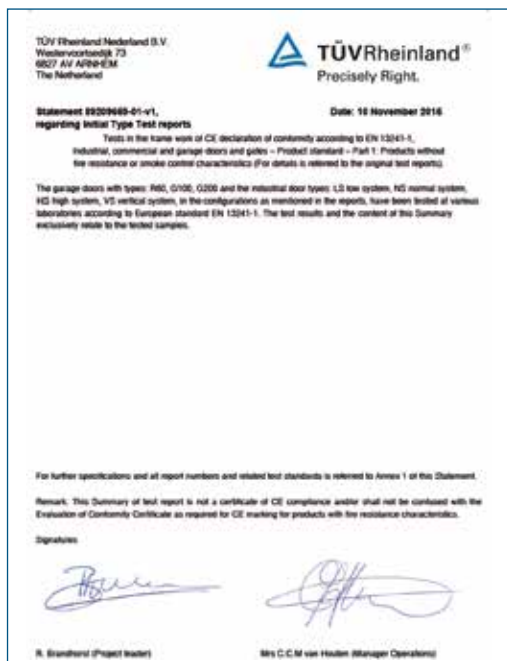 TÜV Rheinland Nederland B.V.
Westervoortsedijk 73
6827 AV ARNHEM
The Netherland
TÜVRheinland®
Precisely Right.
Statement 89209669-01-v1,
regarding Initial Type Test reports
Date: 10 November 2016
Tests in the frame work of CE declaration of conformity according to EN 13241-1,
Industrial, commercial and garage doors and gates – Product standard – Part 1: Products without
fire resistance or smoke control characteristics (For details is referred to the original test reports).
The garage doors with types: R60, G100, G200 and the industrial door types: LS low system, NS normal system,
HS high system, VS vertical system, in the configurations as mentioned in the reports, have been tested at various
laboratories according to European standard EN 13241-1. The test results and the content of this Summary
exclusively relate to the tested samples.
For further specifications and all report numbers and related test standards is referred to Annex 1 of this Statement.
Remark: This Summary of test report is not a certificate of CE compliance and/or shall not be confused with the
Evaluation of Conformity Certificate as required for CE marking for products with fire resistance characteristics.
Signatures
R. Brandhorst (Project leader)
Mrs C.C.M van Houten (Manager Operations)